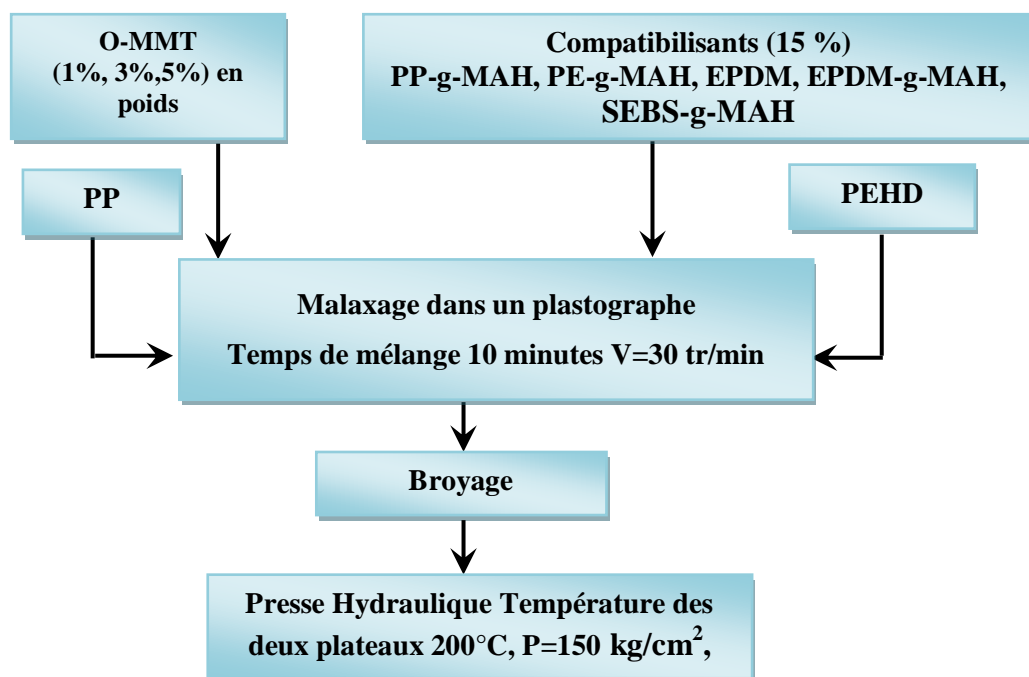 O-MMT
(1%, 3%,5%) en
poids
Compatibilisants (15 %)
PP-g-MAH, PE-g-MAH, EPDM, EPDM-g-MAH,
SEBS-g-MAH
PP
PEHD
Malaxage dans un plastographe
Temps de mélange 10 minutes V=30 tr/min
Broyage
Presse Hydraulique Température des
deux plateaux 200°C, P=150 kg/cm²,